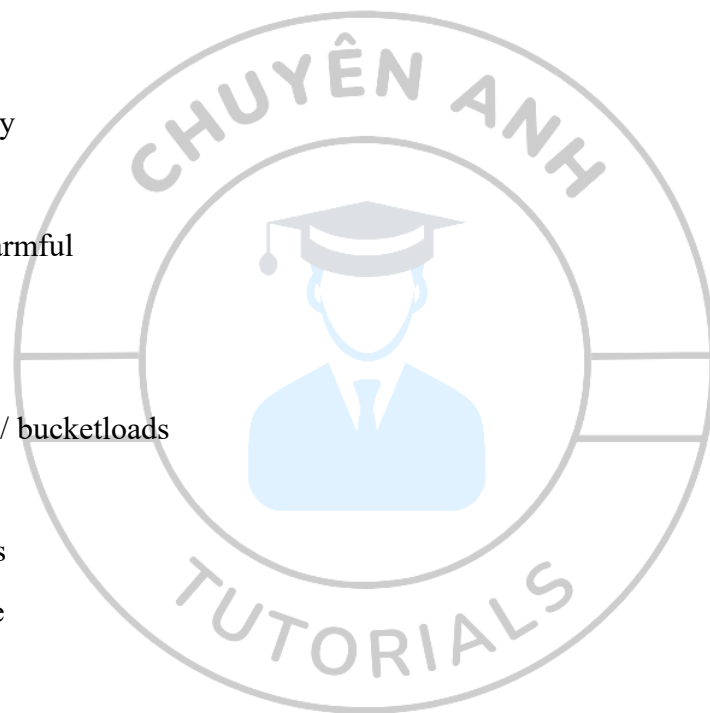 CHUYÊN ANH
y
armful
/ bucketloads
s
e
TUTORIALS